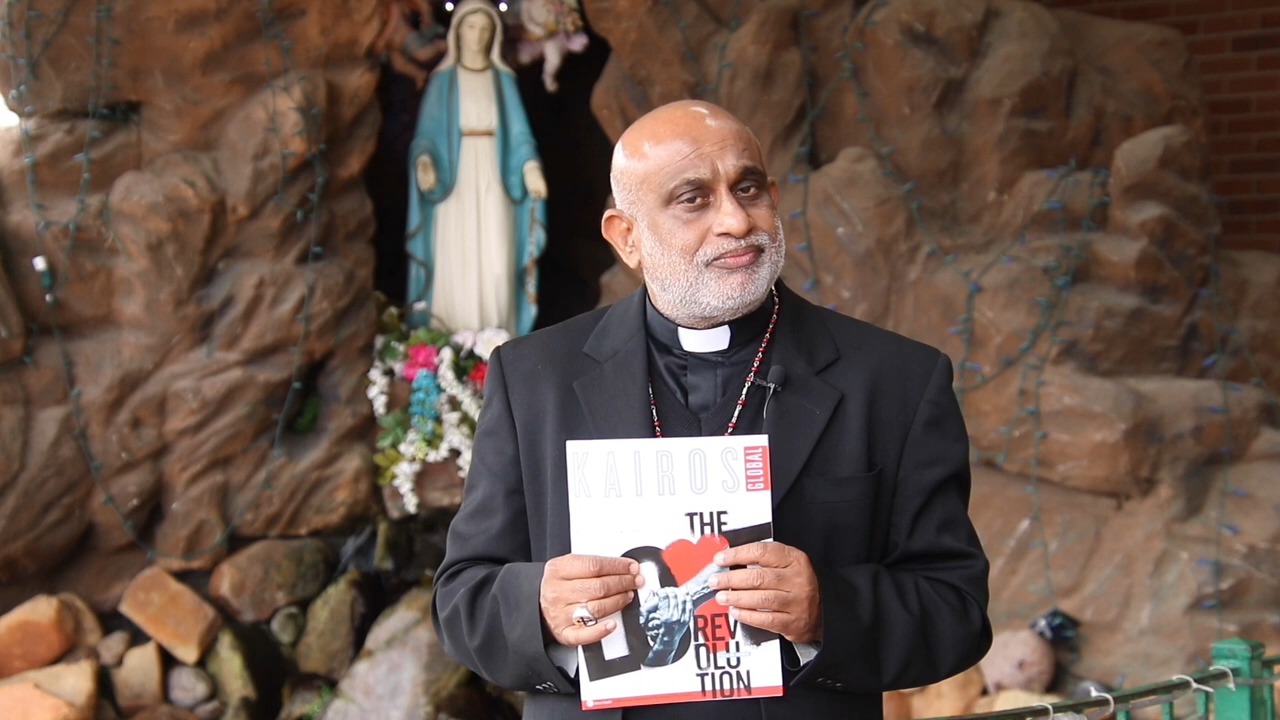 KAIROS
GLOBAL
THE
REV
OLU-
TION